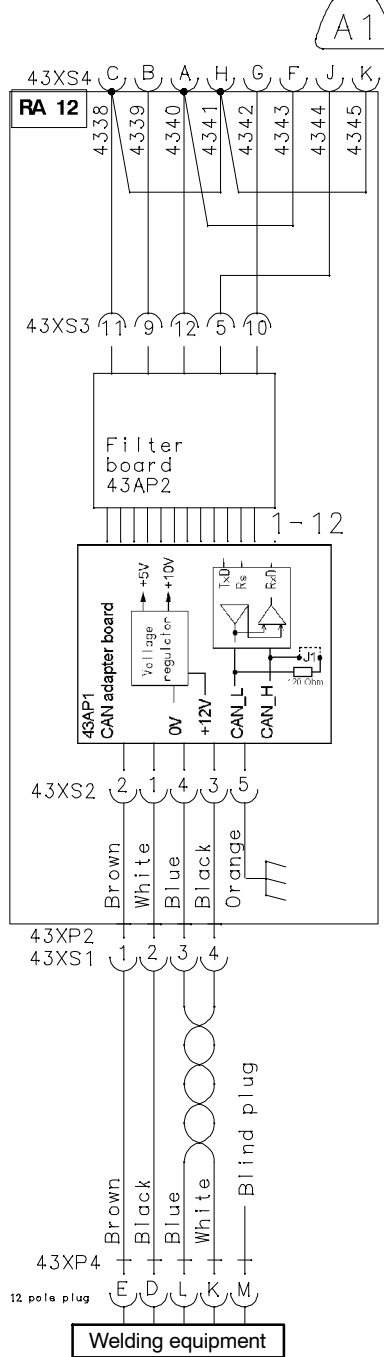 A1
43XS4 C B A H G F J K
RA 12
4338 4339 4340 4341 4342 4343 4344 4345
43XS3 11 9 12 5 10
Filter
board
43AP2
1-12
43AP1
CAN adapter board
+5V +10V
Voltage
regulator
0V +12V
TxD Rs RxD
CAN_L
CAN_H
J1
120 Ohm
43XS2 2 1 4 3 5
Brown White Blue Black Orange
43XP2
43XS1 1 2 3 4
Brown Black Blue White Blind plug
43XP4
12 pole plug E D L K M
Welding equipment